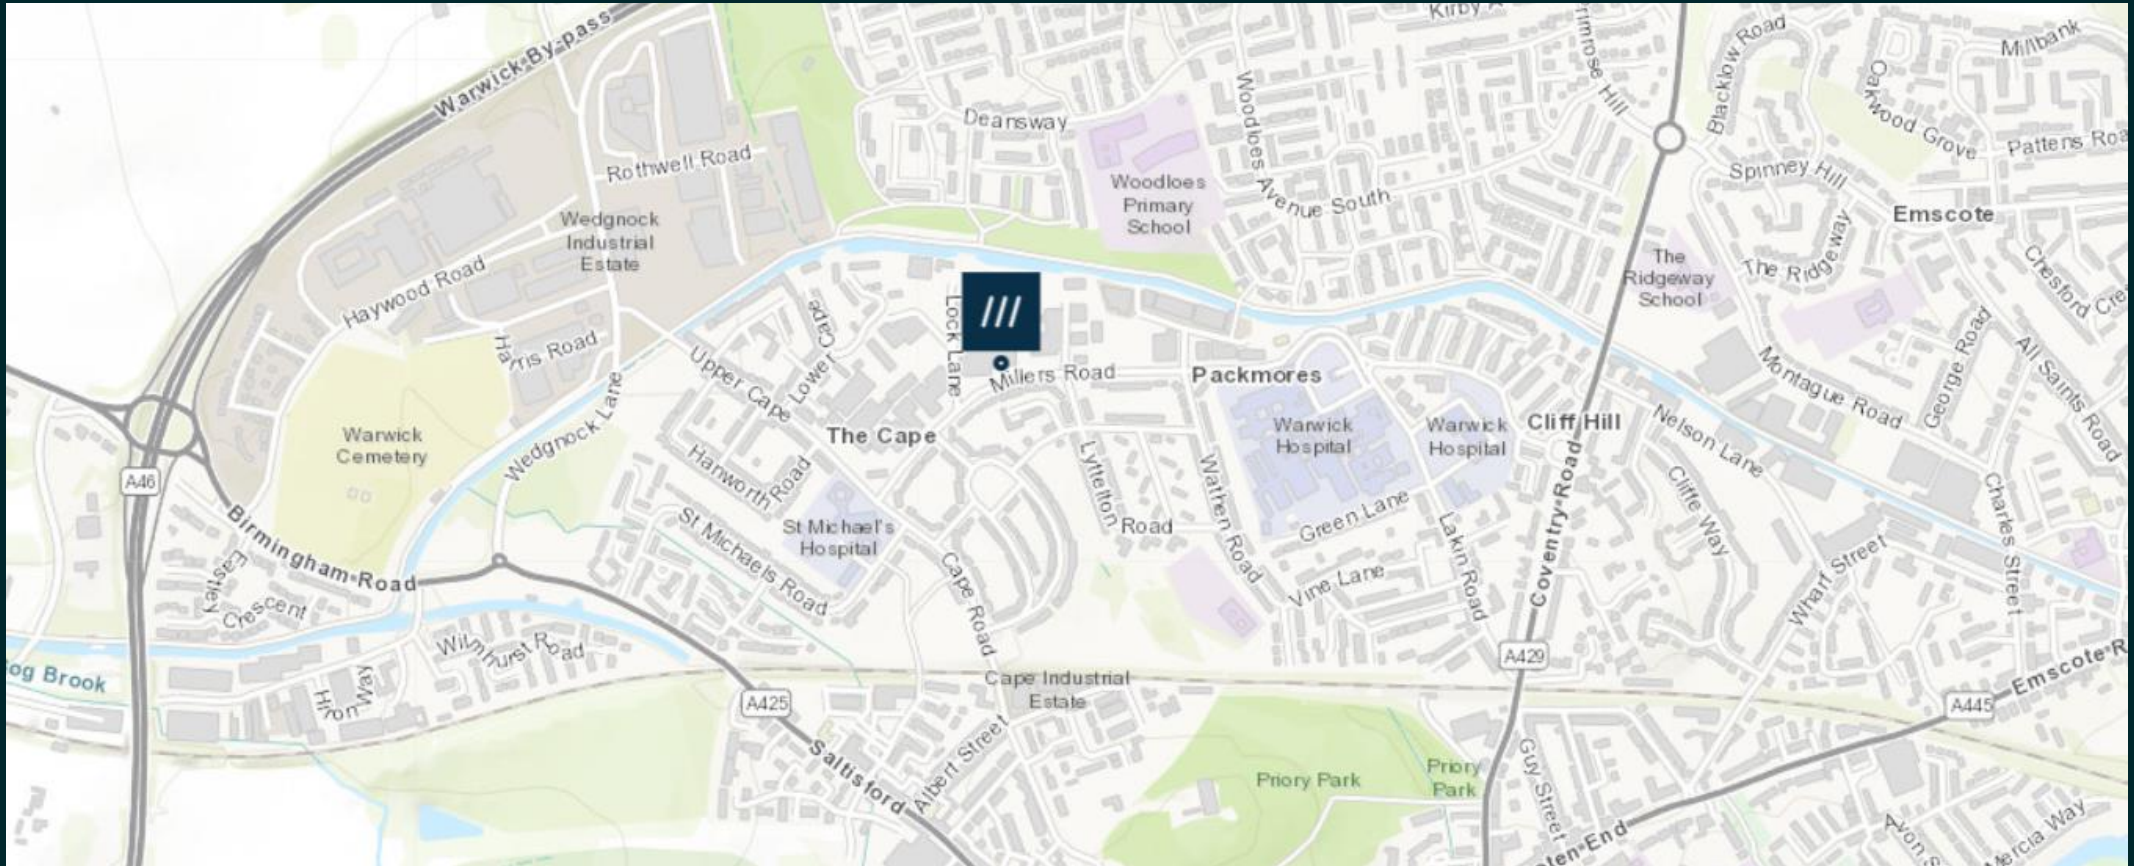 Kirby
Primrose Hill
Blacklow Road
Millbank
Oakwood Grove
Pattens
Warwick By-pass
Deansway
Woodloes Avenue South
Rothwell Road
Spinney Hill
Woodloes
Primary
School
Emscote
Wedgnock
Industrial
Estate
The
Ridgeway
School
The Ridgeway
Chesford
Haywood Road
Lower Cape
Lock Lane
///
Harris Road
Upper Cape
Millers Road
Packmores
Montague Road
George Road
All Saints Road
Warwick
Cemetery
Wedgnock Lane
The Cape
Warwick
Hospital
Warwick
Hospital
Cliff Hill
Nelson Lane
A46
Hanworth Road
Lyttelton
Road
Wathen Road
Green Lane
Lakin Road
Coventry Road
Cliffe Way
Charles Street
Birmingham Road
St Michael's
Hospital
St Michaels Road
Eastley
Crescent
Cape Road
Vine Lane
Wharf Street
Wilmhurst Road
A429
Brook
Way
Cape Industrial
Estate
A425
A445
Emscote
Saltisford
Albert Street
Priory Park
Priory
Park
Guy Street
End
Avon
Way